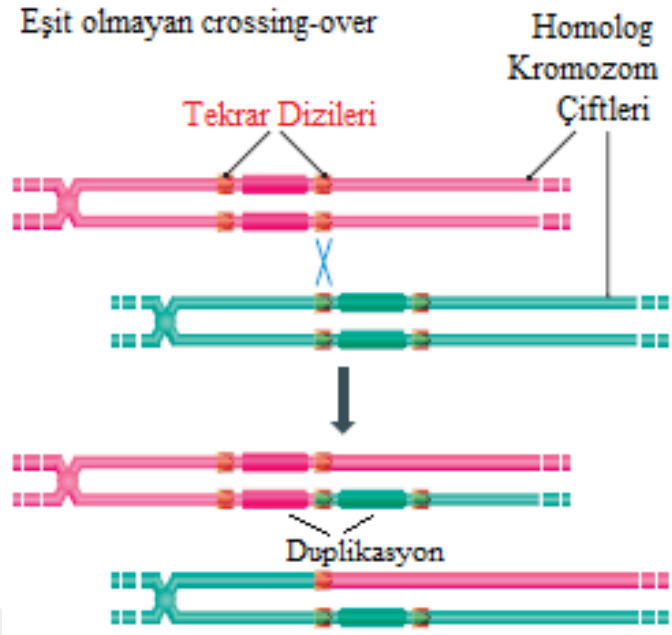 Eşit olmayan crossing-over
Homolog
Kromozom
Çiftleri
Tekrar Dizileri
Duplikasyon